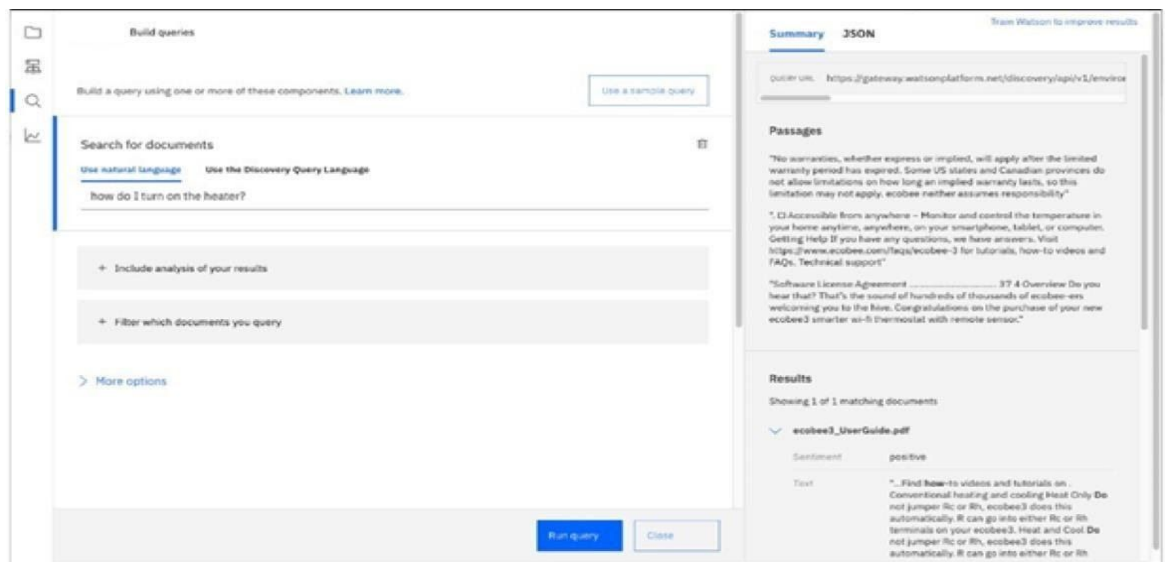 Build queries
Build a query using one or more of these components. Learn more.
Use a sample query
Search for documents
Use natural language
Use the Discovery Query Language
how do I turn on the heater?
+ Include analysis of your results
+ Filter which documents you query
More options
Run query
Close
Train Watson to improve results
Summary
JSON
QUERY URL https://gateway.watsonplatform.net/discovery/api/v1/enviror
Passages
"No warranties, whether express or implied, will apply after the limited
warranty period has expired. Some US states and Canadian provinces do
not allow limitations on how long an implied warranty lasts, so this
limitation may not apply. ecobee neither assumes responsibility"
". Accessible from anywhere – Monitor and control the temperature in
your home anytime, anywhere, on your smartphone, tablet, or computer.
Getting Help If you have any questions, we have answers. Visit
https://www.ecobee.com/faqs/ecobee-3 for tutorials, how-to videos and
FAQs. Technical support"
"Software License Agreement .............................. 37 4 Overview Do you
hear that? That's the sound of hundreds of thousands of ecobee-ers
welcoming you to the hive. Congratulations on the purchase of your new
ecobee3 smarter wi-fi thermostat with remote sensor."
Results
Showing 1 of 1 matching documents
ecobee3_UserGuide.pdf
Sentiment positive
Text "...Find how-to videos and tutorials on .
Conventional heating and cooling Heat Only Do
not jumper Rc or Rh, ecobee3 does this
automatically. R can go into either Rc or Rh
terminals on your ecobee3. Heat and Cool Do
not jumper Rc or Rh, ecobee3 does this
automatically. R can go into either Rc or Rh